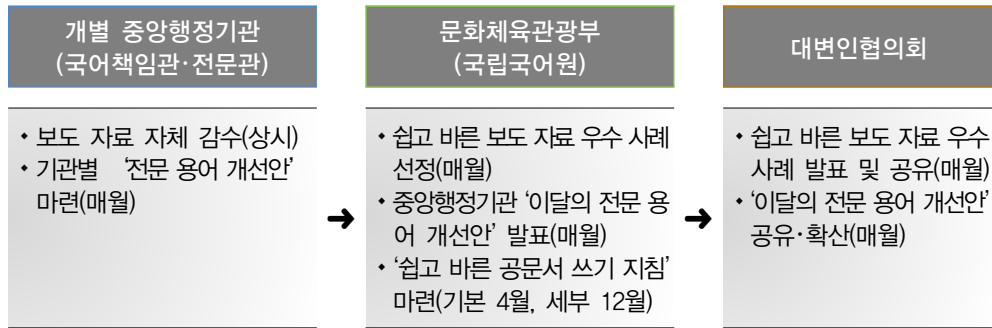 개별 중앙행정기관
(국어책임관·전문관)
보도 자료 자체 감수(상시)
기관별 '전문 용어 개선안'
마련(매월)
➜
문화체육관광부
(국립국어원)
쉽고 바른 보도 자료 우수 사례
선정(매월)
중앙행정기관 '이달의 전문 용
어 개선안' 발표(매월)
'쉽고 바른 공문서 쓰기 지침'
마련(기본 4월, 세부 12월)
➜
대변인협의회
쉽고 바른 보도 자료 우수
사례 발표 및 공유(매월)
'이달의 전문 용어 개선안'
공유·확산(매월)